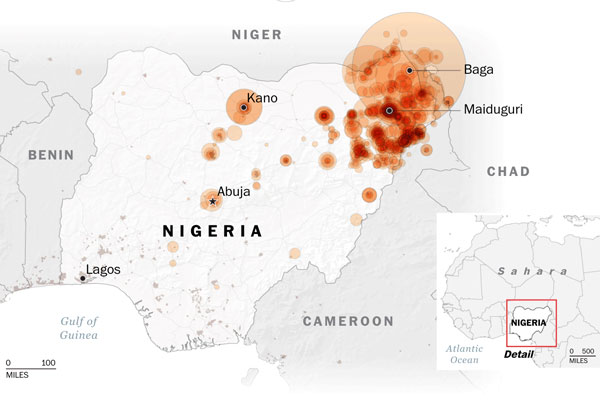 NIGER
Baga
Kano
Maiduguri
BENIN
CHAD
Abuja
NIGERIA
Lagos
Sahara
Gulf of
Guinea
CAMEROON
NIGERIA
Atlantic
Ocean
Detail
0 500
MILES
0 100
MILES